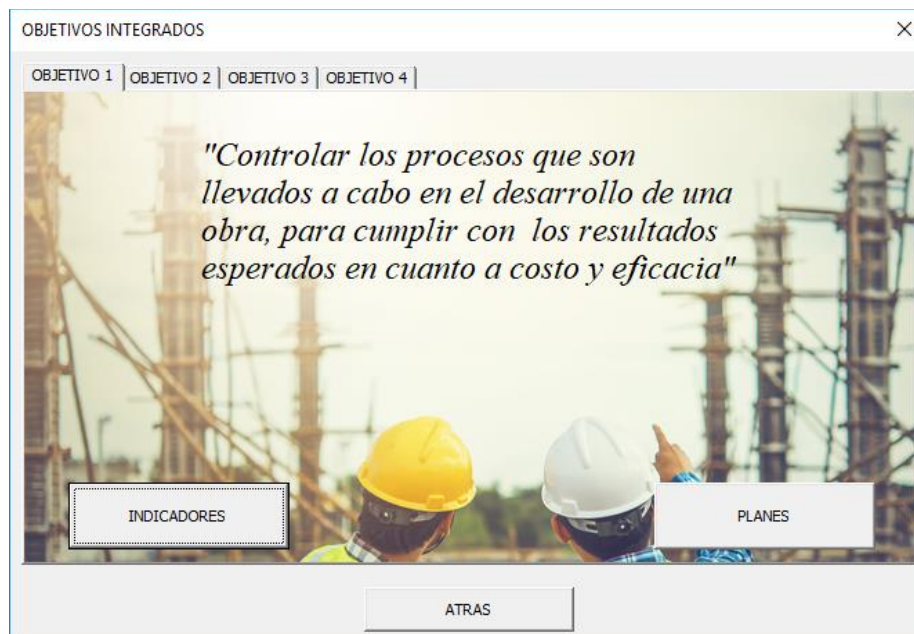 OBJETIVOS INTEGRADOS
OBJETIVO 1 OBJETIVO 2 OBJETIVO 3 OBJETIVO 4
"Controlar los procesos que son
llevados a cabo en el desarrollo de una
obra, para cumplir con los resultados
esperados en cuanto a costo y eficacia"
INDICADORES PLANES
ATRAS